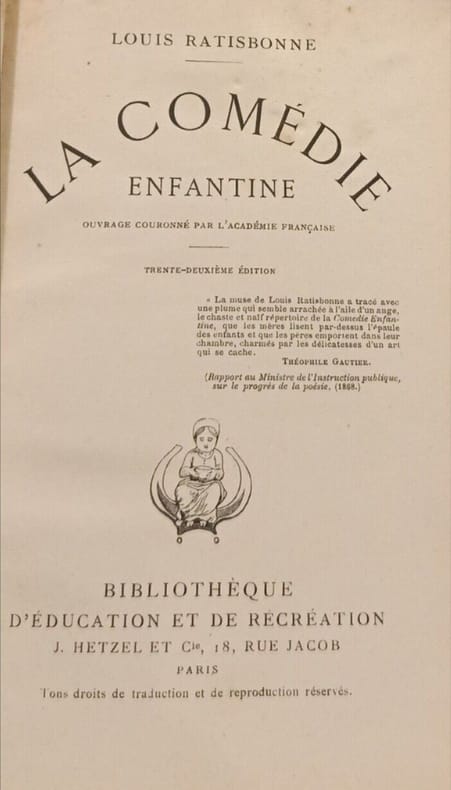 LOUIS RATISBONNE
LA COMÉDIE
ENFANTINE
OUVRAGE COURONNÉ PAR L'ACADÉMIE FRANÇAISE
TRENTE-DEUXIÈME ÉDITION
« La muse de Louis Ratisbonne a tracé avec
une plume qui semble arrachée à l'aile d'un ange,
le chaste et naïf répertoire de la Comedie Enfan-
tine, que les mères lisent par-dessus l'épaule
des enfants et que les pères emportent dans leur
chambre, charmés par les délicatesses d'un art
qui se cache.
THÉOPHILE GAUTIER.
(Rapport au Ministre de l'Instruction publique,
sur le progrès de la poésie. (1868.)
BIBLIOTHÈQUE
D'ÉDUCATION ET DE RÉCRÉATION
J. HETZEL ET Cie, 18, RUE JACOB
PARIS
Tous droits de traduction et de reproduction réservés.